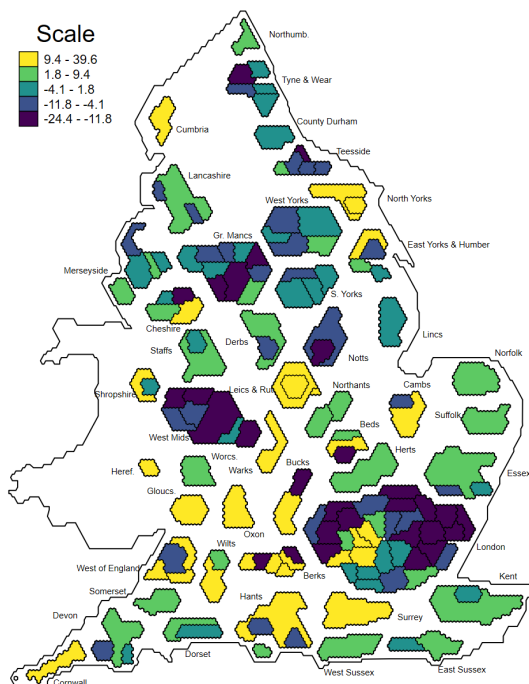 Scale
9.4 - 39.6
1.8 - 9.4
-4.1 - 1.8
-11.8 - -4.1
-24.4 - -11.8
Northumb.
Tyne & Wear
County Durham
Cumbria
Teesside
Lancashire
North Yorks
West Yorks
Gr. Mancs
East Yorks & Humber
Merseyside
S. Yorks
Cheshire
Lincs
Derbs
Staffs
Notts
Norfolk
Shropshire
Leics & Rut
Northants
Cambs
Suffolk
Beds
West Mids
Worcs.
Herts
Heref.
Warks
Bucks
Essex
Gloucs.
Oxon
Wilts
London
West of England
Berks
Kent
Somerset
Hants
Devon
Surrey
Dorset
West Sussex
East Sussex
Cornwall